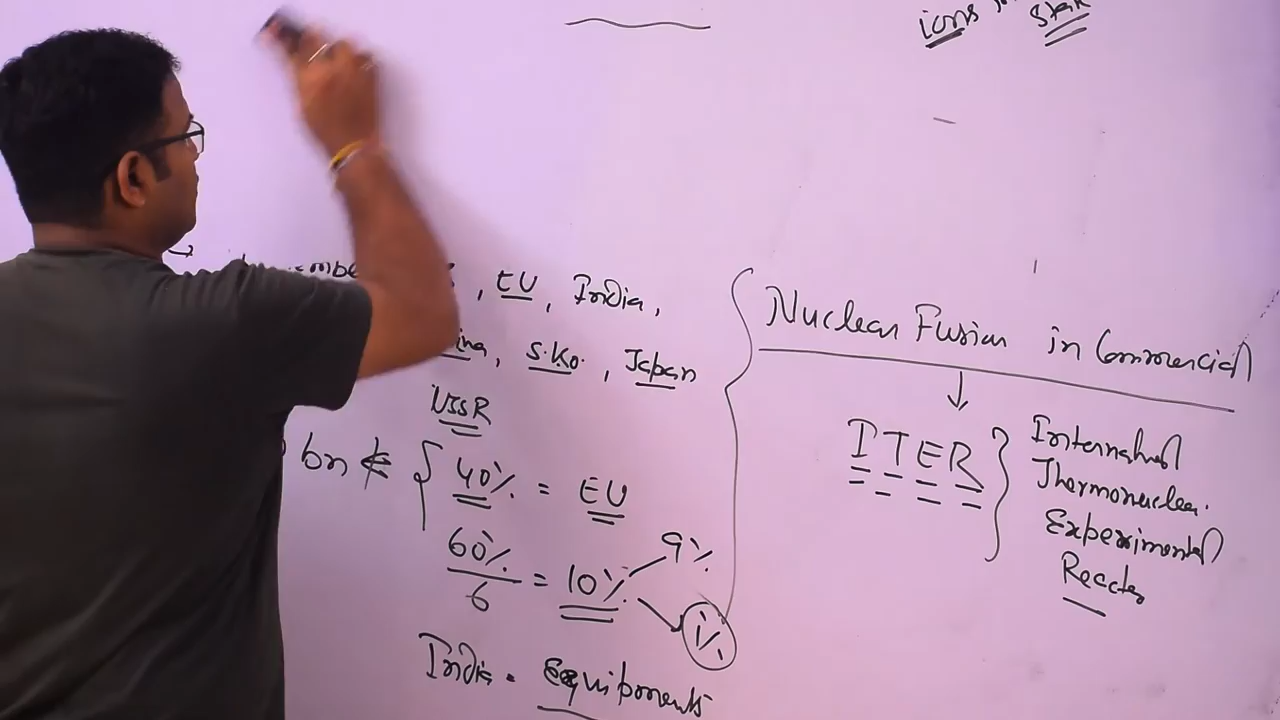 ions
, EU, India,
, S.Ko., Japan
USSR
bn €
40% = EU
60%/6 = 10%
9%
1%
India - Equipments
Nuclear Fusion in Commercial
ITER
International
Thermonuclear
Experimental
Reactor